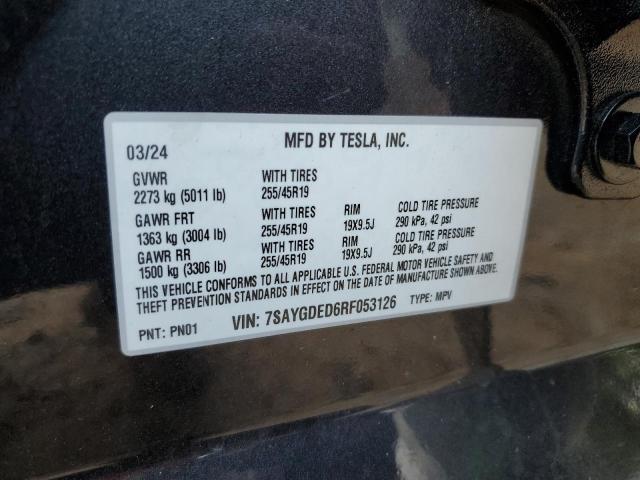 MFD BY TESLA, INC.
03/24
GVWR WITH TIRES
2273 kg (5011 lb) 255/45R19
GAWR FRT WITH TIRES RIM COLD TIRE PRESSURE
1363 kg (3004 lb) 255/45R19 19X9.5J 290 kPa, 42 psi
GAWR RR WITH TIRES RIM COLD TIRE PRESSURE
1500 kg (3306 lb) 255/45R19 19X9.5J 290 kPa, 42 psi
THIS VEHICLE CONFORMS TO ALL APPLICABLE U.S. FEDERAL MOTOR VEHICLE SAFETY AND
THEFT PREVENTION STANDARDS IN EFFECT ON THE DATE OF MANUFACTURE SHOWN ABOVE.
PNT: PN01 VIN: 7SAYGDED6RF053126 TYPE: MPV